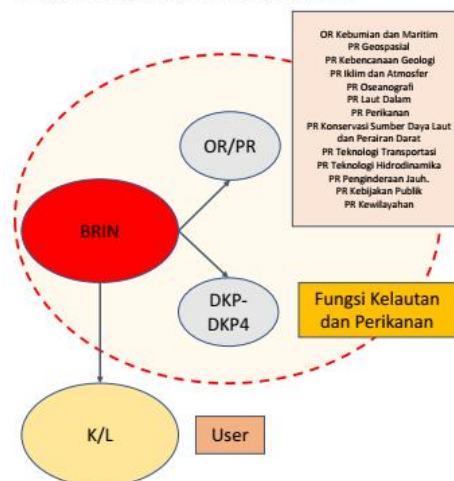 OR Kebumian dan Maritim
PR Geospasial
PR Kebencanaan Geologi
PR Iklim dan Atmosfer
PR Oseanografi
PR Laut Dalam
PR Perikanan
PR Konservasi Sumber Daya Laut
dan Perairan Darat
PR Teknologi Transportasi
PR Teknologi Hidrodinamika
PR Penginderaan Jauh.
PR Kebijakan Publik
PR Kewilayahan
OR/PR
BRIN
DKP-
DKP4
Fungsi Kelautan
dan Perikanan
K/L
User